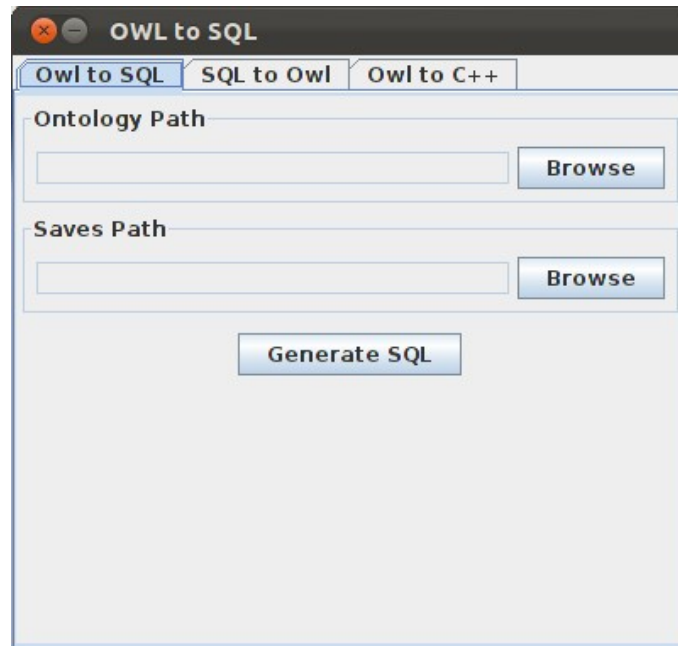 OWL to SQL
Owl to SQL SQL to Owl Owl to C++
Ontology Path
Browse
Saves Path
Browse
Generate SQL